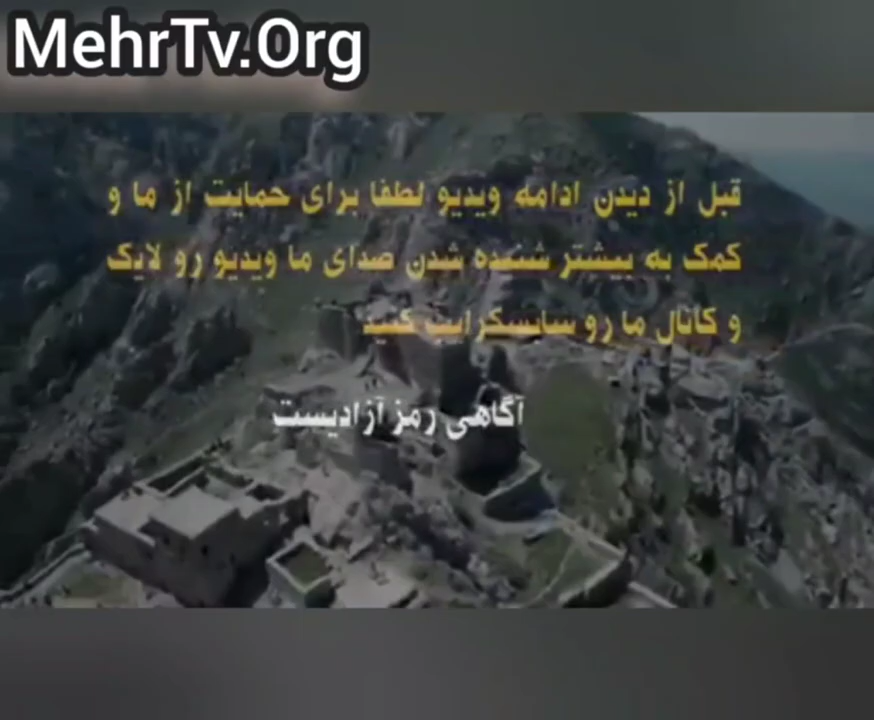 MehrTv.Org
قبل از دیدن ادامه ویدیو لطفا برای حمایت از ما و
کمک به بیشتر شنیده شدن صدای ما ویدیو رو لایک
و کانال ما رو سابسکرایب کنید
آگاهی رمز آزادیست